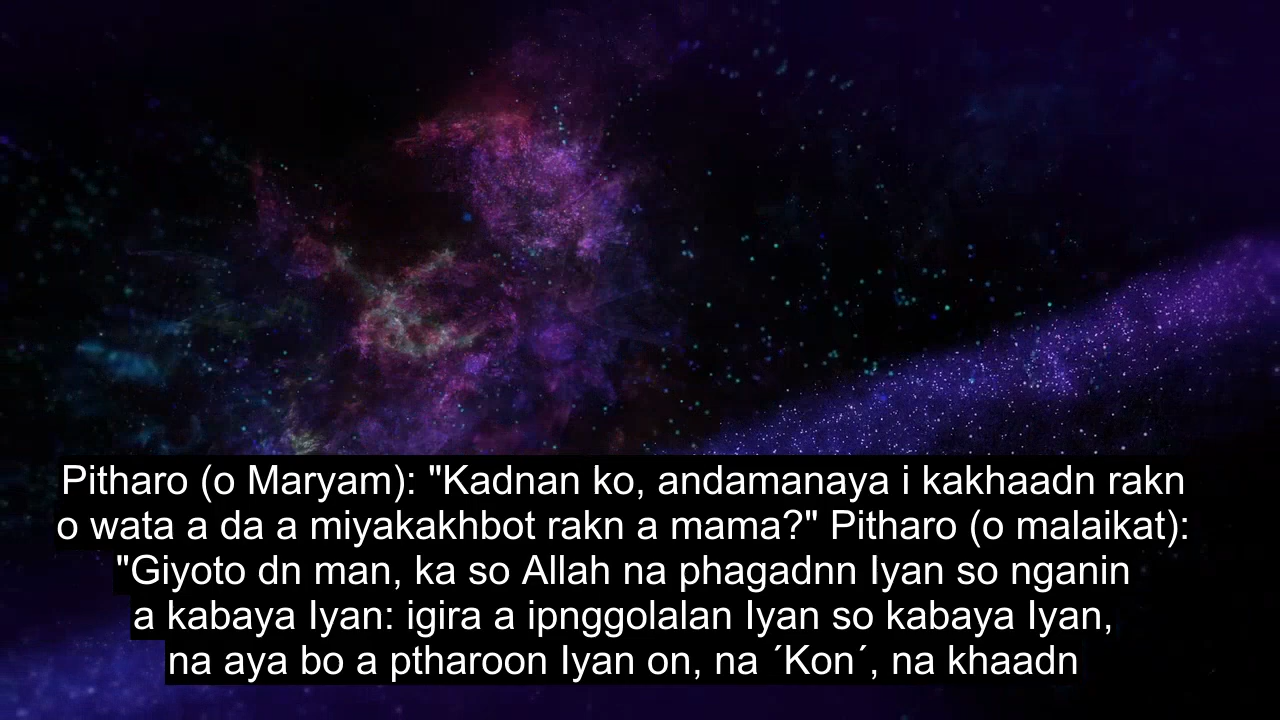 Pitharo (o Maryam): "Kadnan ko, andamanaya i kakhaadn rakn
o wata a da a miyakakhbot rakn a mama?" Pitharo (o malaikat):
"Giyoto dn man, ka so Allah na phagadnn Iyan so nganin
a kabaya Iyan: igira a ipnggolalan Iyan so kabaya Iyan,
na aya bo a ptharoon Iyan on, na ´Kon´, na khaadn